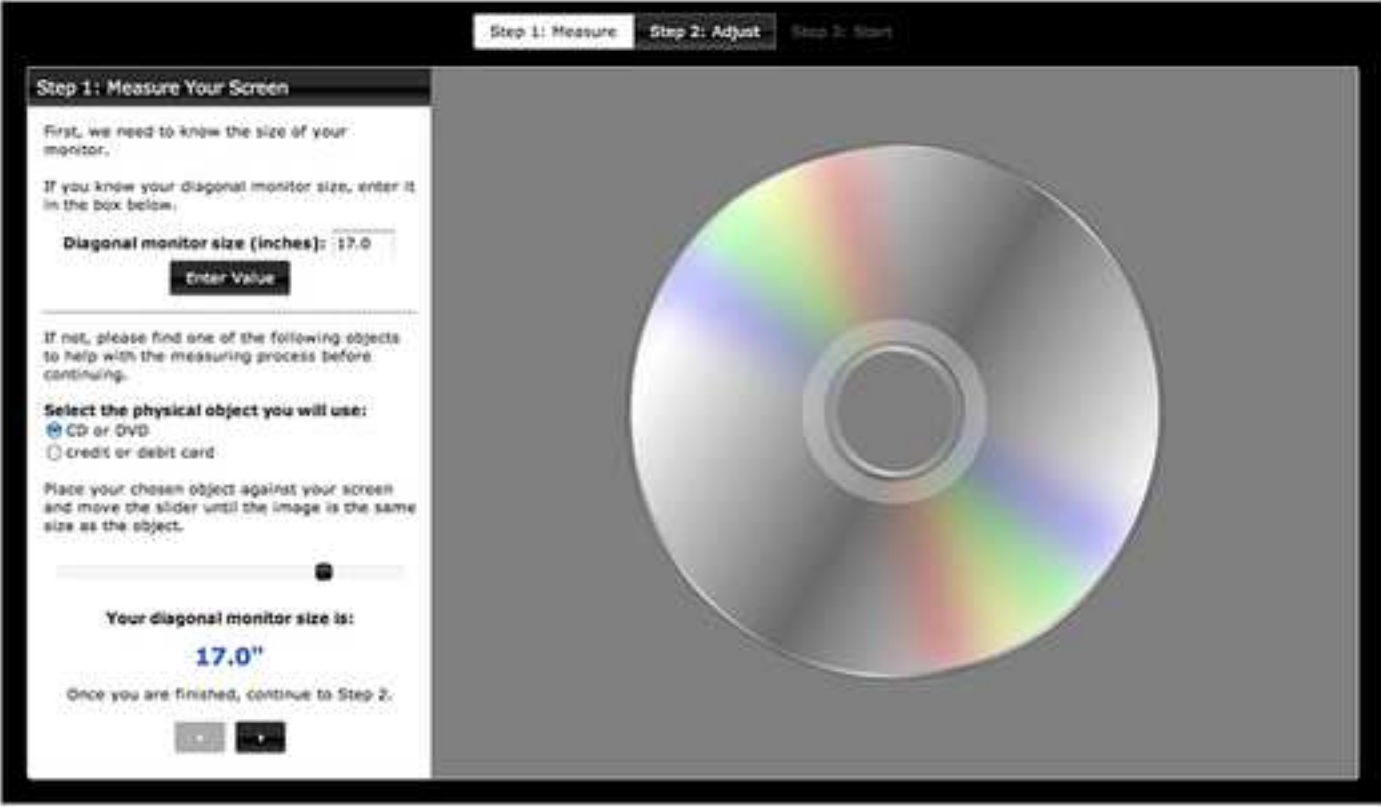 Step 1: Measure
Step 2: Adjust
Step 3: Start
Step 1: Measure Your Screen
First, we need to know the size of your
monitor.
If you know your diagonal monitor size, enter it
in the box below.
Diagonal monitor size (inches): 17.0
Enter Value
If not, please find one of the following objects
to help with the measuring process before
continuing.
Select the physical object you will use:
CD or DVD
credit or debit card
Place your chosen object against your screen
and move the slider until the image is the same
size as the object.
Your diagonal monitor size is:
17.0"
Once you are finished, continue to Step 2.